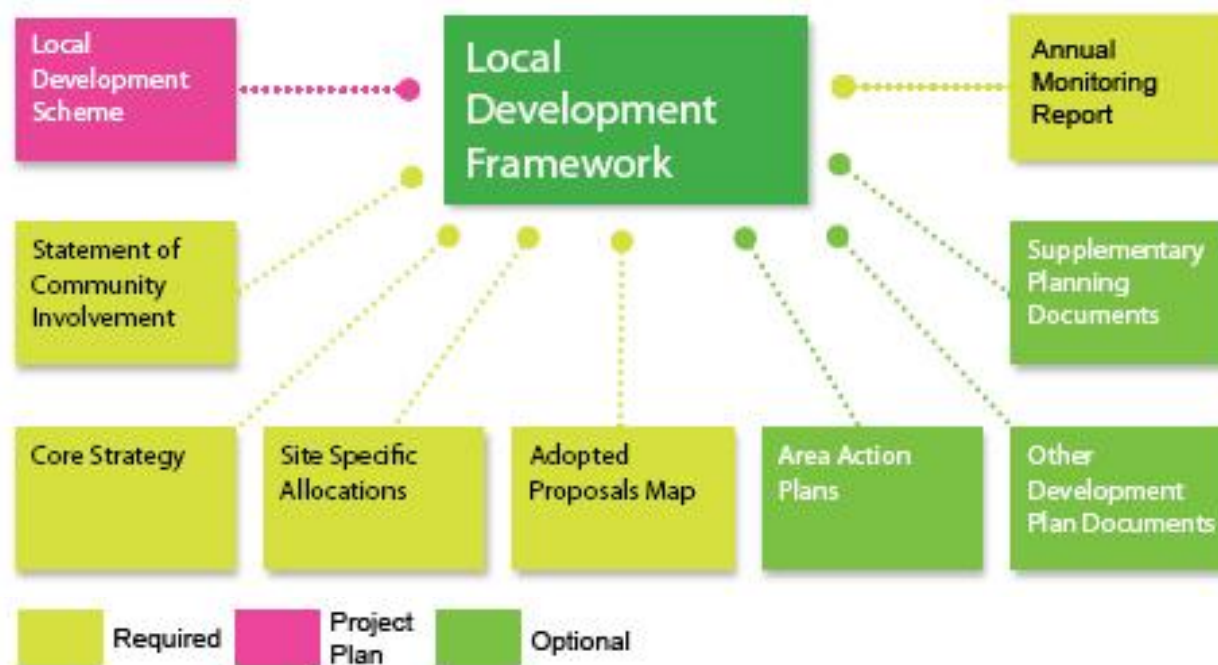 Local
Development
Scheme
Local
Development
Framework
Annual
Monitoring
Report
Statement of
Community
Involvement
Supplementary
Planning
Documents
Core Strategy
Site Specific
Allocations
Adopted
Proposals Map
Area Action
Plans
Other
Development
Plan Documents
Required
Project
Plan
Optional